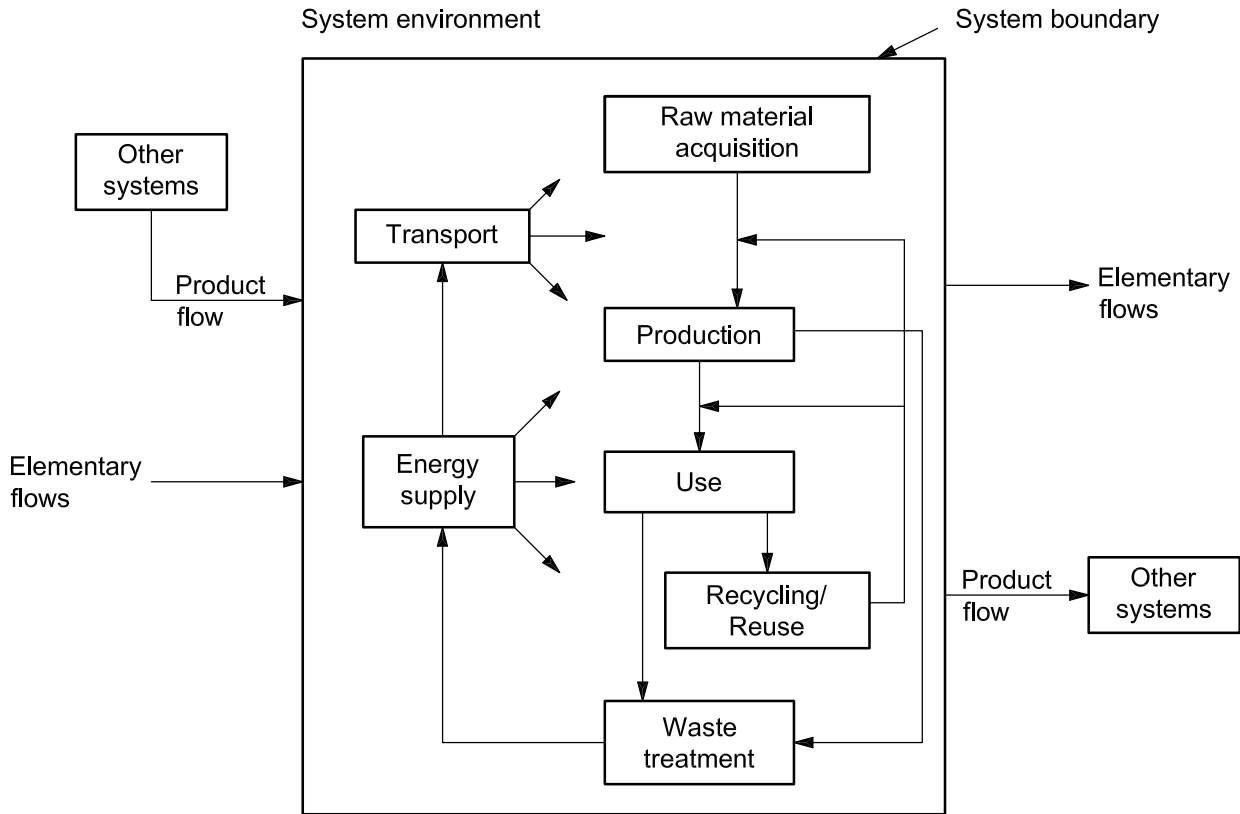 System environment
System boundary
Raw material
acquisition
Other
systems
Transport
Product
flow
Elementary
flows
Production
Elementary
flows
Energy
supply
Use
Recycling/
Reuse
Product
flow
Other
systems
Waste
treatment